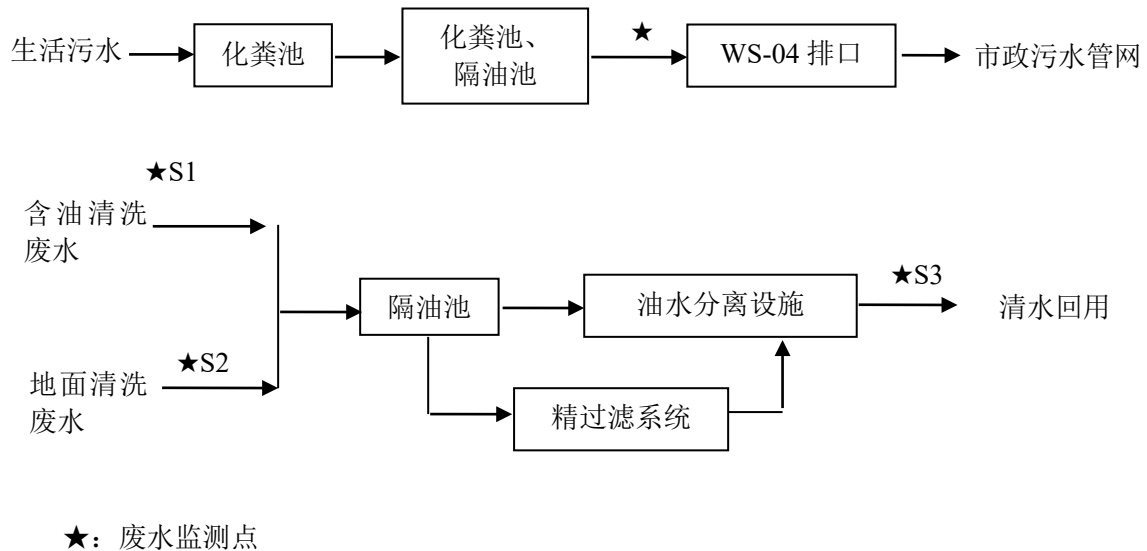 生活污水
化粪池
化粪池、
隔油池
★
WS-04 排口
市政污水管网
★S1
含油清洗
废水
隔油池
油水分离设施
★S3
清水回用
★S2
地面清洗
废水
精过滤系统
★：废水监测点